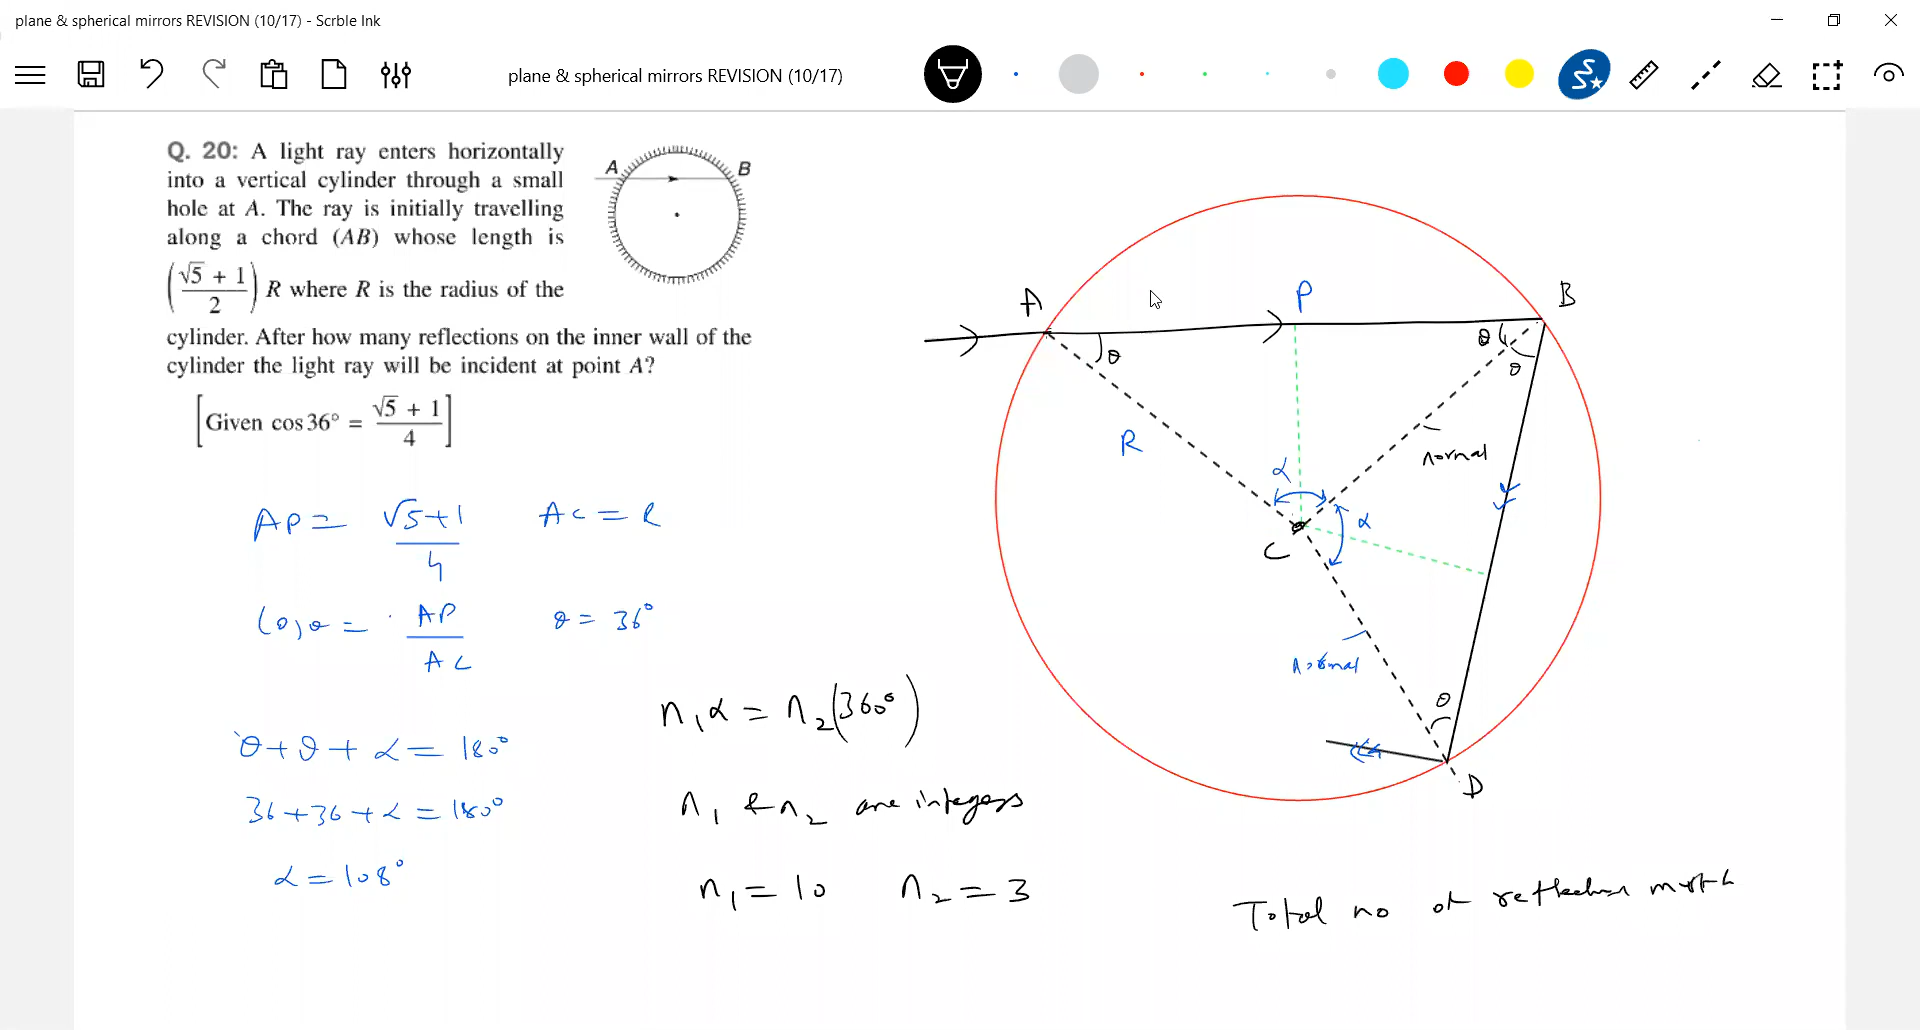 plane & spherical mirrors REVISION (10/17) - Scrble Ink
plane & spherical mirrors REVISION (10/17)
Q. 20: A light ray enters horizontally
into a vertical cylinder through a small
hole at A. The ray is initially travelling
along a chord (AB) whose length is
(√5 + 1 / 2) R where R is the radius of the
cylinder. After how many reflections on the inner wall of the
cylinder the light ray will be incident at point A?
[Given cos 36° = √5 + 1 / 4]
A B
AP = √5+1 / 4 AC = R
Cos θ = AP / AC θ = 36°
θ + θ + α = 180°
36 + 36 + α = 180°
α = 108°
n₁α = n₂(360°)
n₁ & n₂ are integers
n₁ = 10 n₂ = 3
A P B
θ θ θ
R
α
normal
α
C
normal
θ
D
Total no of reflection